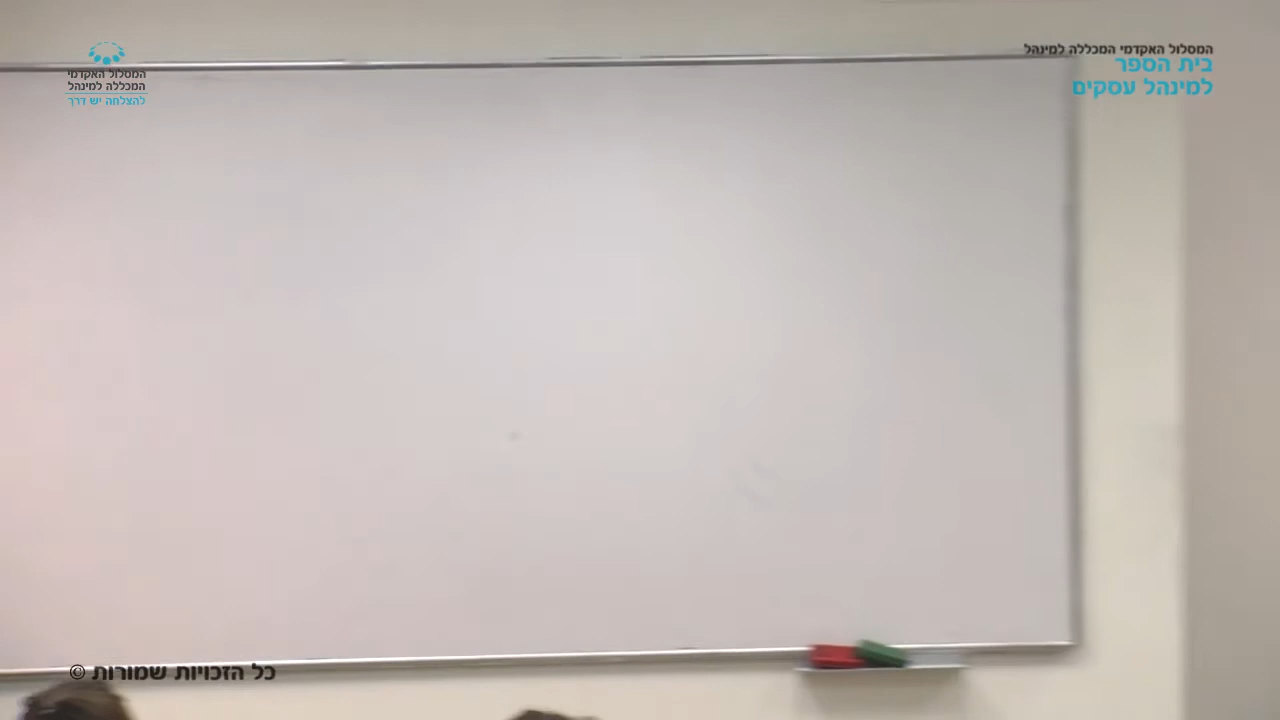 המסלול האקדמי המכללה למינהל
בית הספר
למינהל עסקים
המסלול האקדמי
המכללה למינהל
להצלחה יש דרך
כל הזכויות שמורות ©